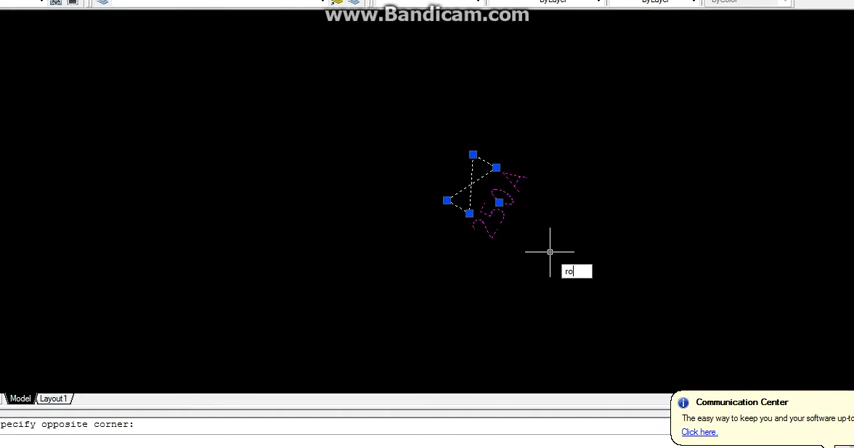 www.Bandicam.com
ByLayer
ByLayer
ByColor
V50A
ro
Model
Layout1
Communication Center
The easy way to keep you and your software up-to
Click here.
pecify opposite corner: